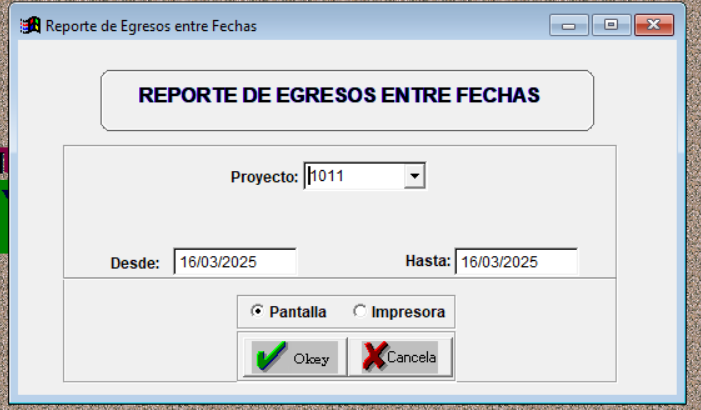 Reporte de Egresos entre Fechas
REPORTE DE EGRESOS ENTRE FECHAS
Proyecto: 1011
Desde: 16/03/2025 Hasta: 16/03/2025
Pantalla Impresora
Okey Cancela